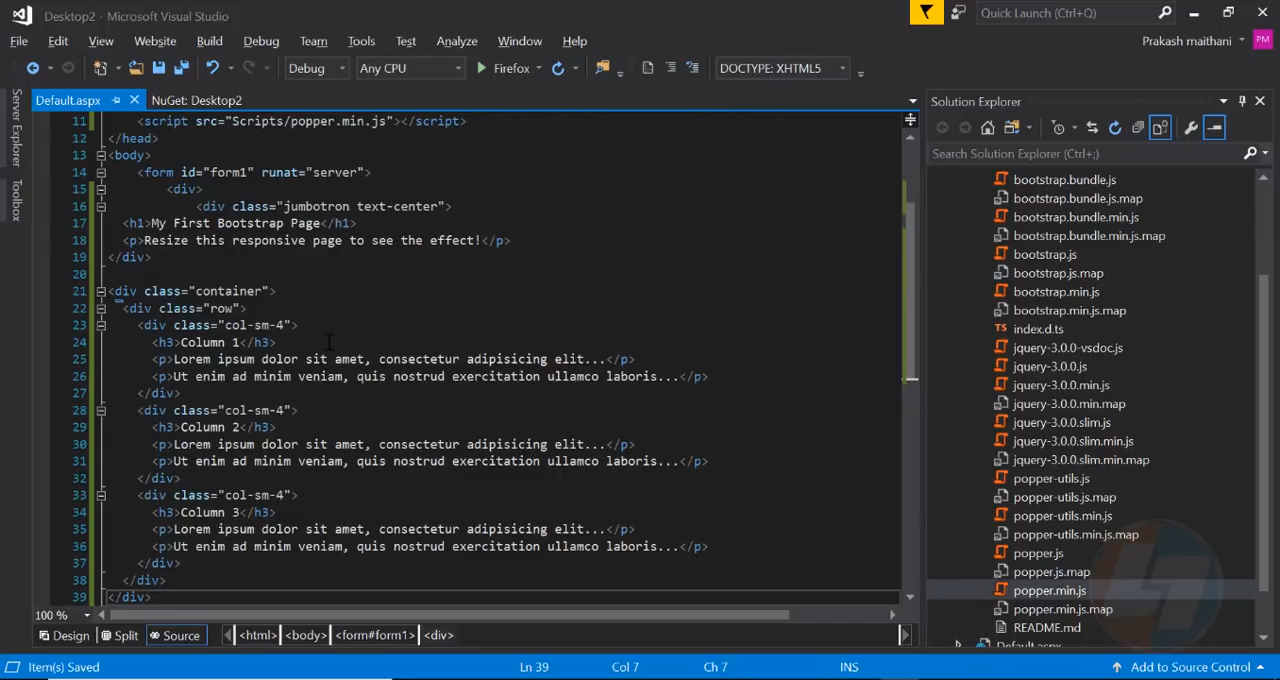 Desktop2 - Microsoft Visual Studio
Quick Launch (Ctrl+Q)
File Edit View Website Build Debug Team Tools Test Analyze Window Help
Prakash maithani PM
Debug Any CPU Firefox DOCTYPE: XHTML5
Server Explorer
Toolbox
Default.aspx NuGet: Desktop2
11 <script src="Scripts/popper.min.js"></script>
12 </head>
13 <body>
14 <form id="form1" runat="server">
15 <div>
16 <div class="jumbotron text-center">
17 <h1>My First Bootstrap Page</h1>
18 <p>Resize this responsive page to see the effect!</p>
19 </div>
20
21 <div class="container">
22 <div class="row">
23 <div class="col-sm-4">
24 <h3>Column 1</h3>
25 <p>Lorem ipsum dolor sit amet, consectetur adipisicing elit...</p>
26 <p>Ut enim ad minim veniam, quis nostrud exercitation ullamco laboris...</p>
27 </div>
28 <div class="col-sm-4">
29 <h3>Column 2</h3>
30 <p>Lorem ipsum dolor sit amet, consectetur adipisicing elit...</p>
31 <p>Ut enim ad minim veniam, quis nostrud exercitation ullamco laboris...</p>
32 </div>
33 <div class="col-sm-4">
34 <h3>Column 3</h3>
35 <p>Lorem ipsum dolor sit amet, consectetur adipisicing elit...</p>
36 <p>Ut enim ad minim veniam, quis nostrud exercitation ullamco laboris...</p>
37 </div>
38 </div>
39 </div>
100 %
Design Split Source <html> <body> <form#form1> <div>
Solution Explorer
Search Solution Explorer (Ctrl+;)
bootstrap.bundle.js
bootstrap.bundle.js.map
bootstrap.bundle.min.js
bootstrap.bundle.min.js.map
bootstrap.js
bootstrap.js.map
bootstrap.min.js
bootstrap.min.js.map
index.d.ts
jquery-3.0.0-vsdoc.js
jquery-3.0.0.js
jquery-3.0.0.min.js
jquery-3.0.0.min.map
jquery-3.0.0.slim.js
jquery-3.0.0.slim.min.js
jquery-3.0.0.slim.min.map
popper-utils.js
popper-utils.js.map
popper-utils.min.js
popper-utils.min.js.map
popper.js
popper.js.map
popper.min.js
popper.min.js.map
README.md
Default.aspx
Item(s) Saved Ln 39 Col 7 Ch 7 INS Add to Source Control